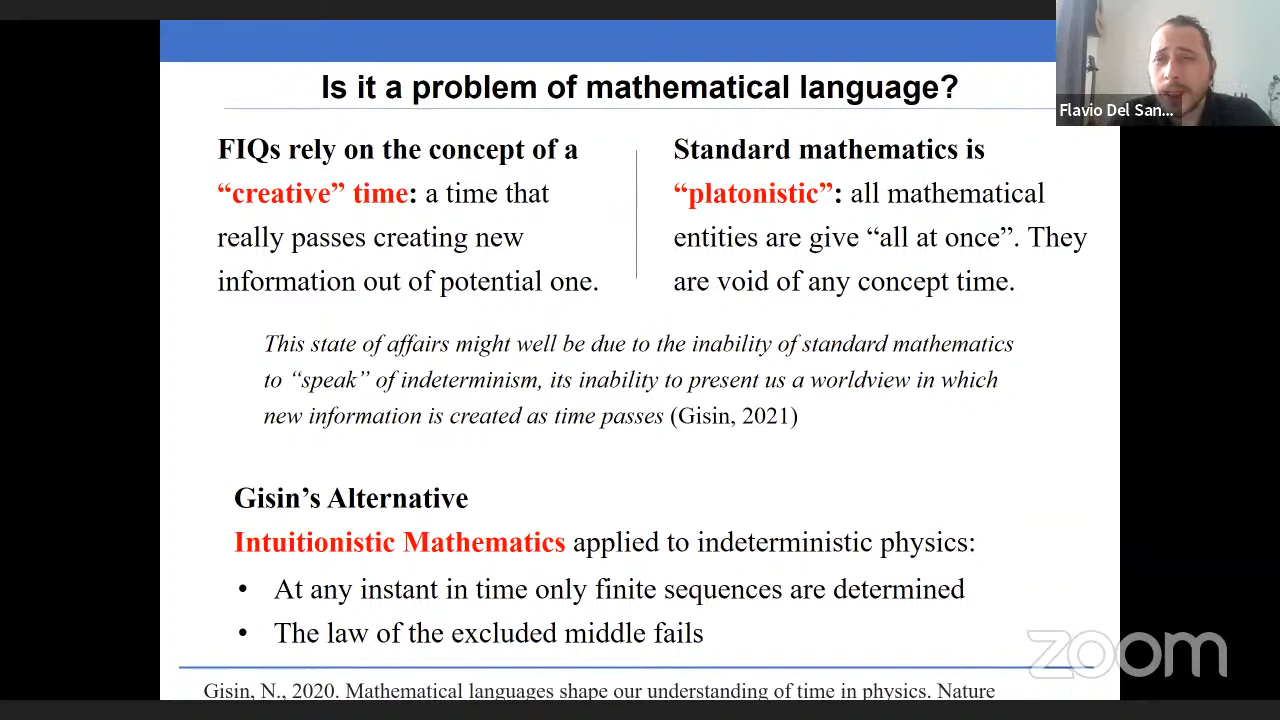 Is it a problem of mathematical language?
Flavio Del San...
FIQs rely on the concept of a
“creative” time: a time that
really passes creating new
information out of potential one.
Standard mathematics is
“platonistic”: all mathematical
entities are give “all at once”. They
are void of any concept time.
This state of affairs might well be due to the inability of standard mathematics
to “speak” of indeterminism, its inability to present us a worldview in which
new information is created as time passes (Gisin, 2021)
Gisin’s Alternative
Intuitionistic Mathematics applied to indeterministic physics:
• At any instant in time only finite sequences are determined
• The law of the excluded middle fails
zoom
Gisin, N., 2020. Mathematical languages shape our understanding of time in physics. Nature